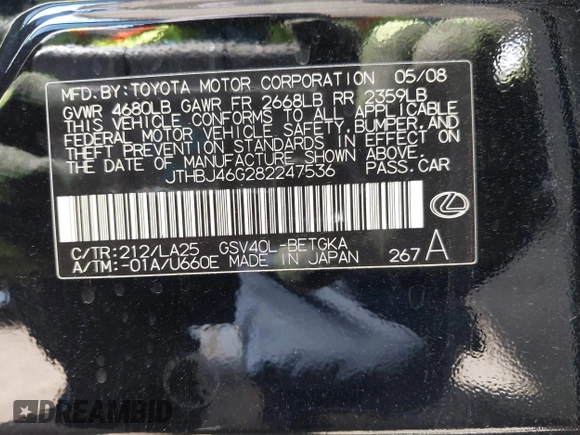 MFD. BY: TOYOTA MOTOR CORPORATION 05/08
GVWR 4680LB GAWR FR 2668LB RR 2359LB
THIS VEHICLE CONFORMS TO ALL APPLICABLE
FEDERAL MOTOR VEHICLE SAFETY, BUMPER, AND
THEFT PREVENTION STANDARDS IN EFFECT ON
THE DATE OF MANUFACTURE SHOWN ABOVE.
JTHBJ46G282247536 PASS. CAR
C/TR: 212/LA25 GSV40L-BETGKA
A/TM: -01A/U660E MADE IN JAPAN 267 A
DREAMBID